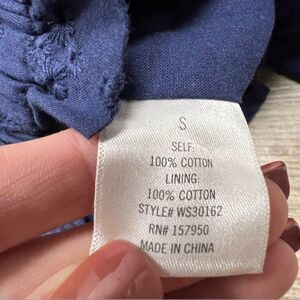 S
SELF:
100% COTTON
LINING:
100% COTTON
STYLE# WS30162
RN# 157950
MADE IN CHINA